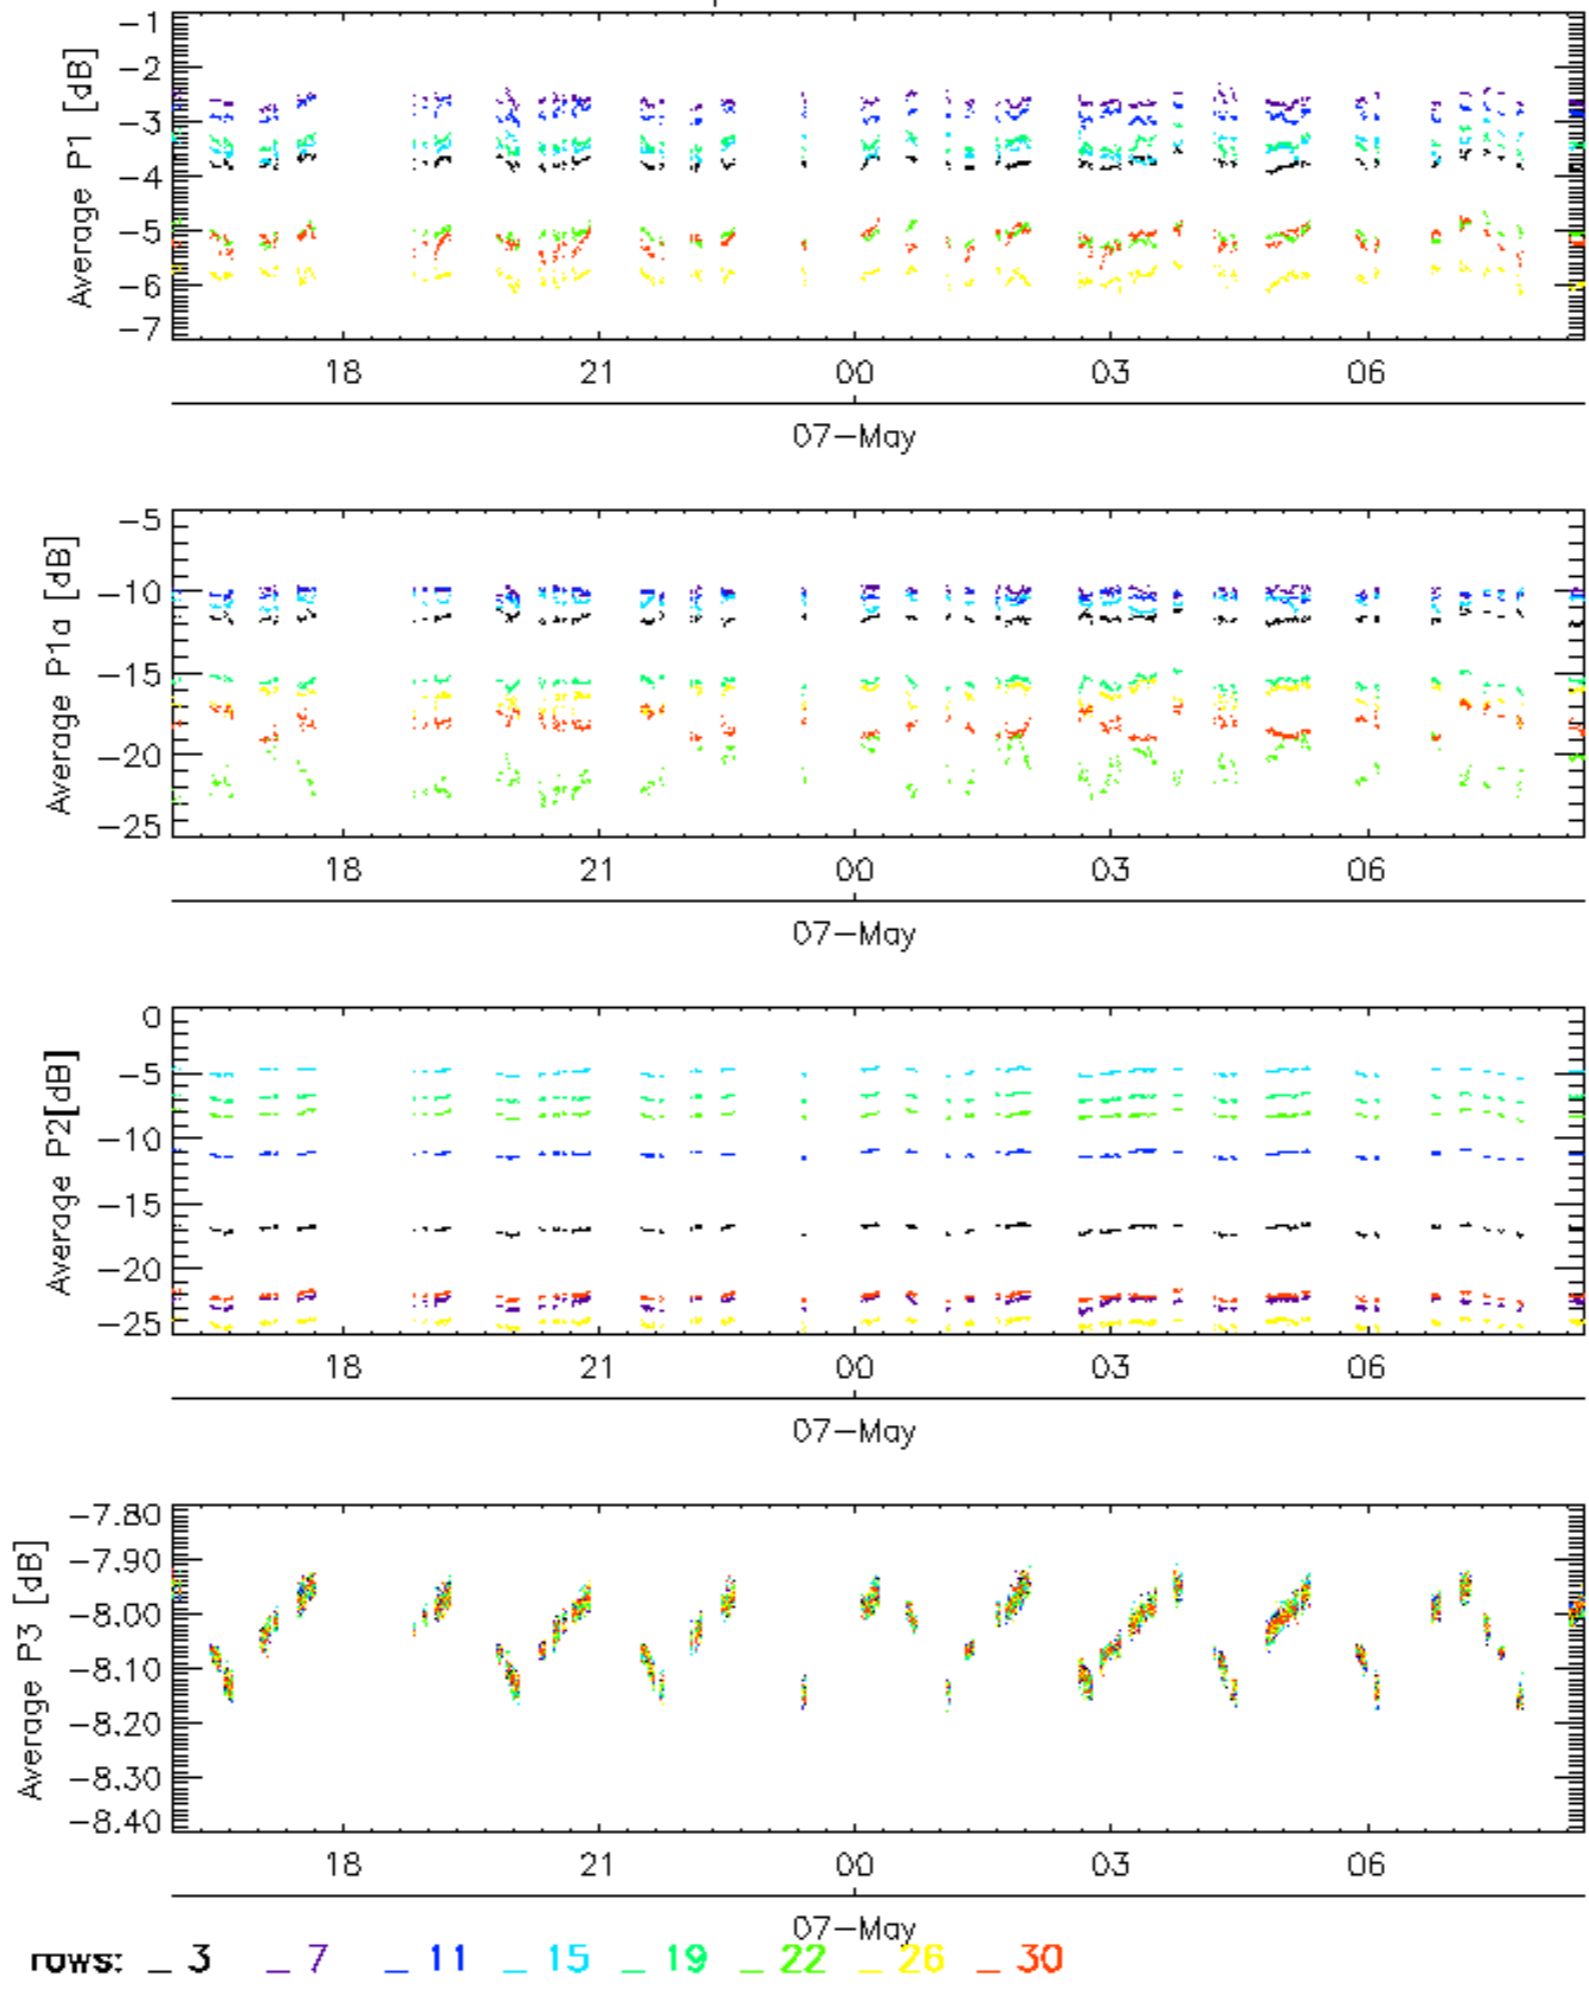 Average P1 [dB]
-1
-2
-3
-4
-5
-6
-7
18 21 00 03 06
07-May
Average P1a [dB]
-5
-10
-15
-20
-25
18 21 00 03 06
07-May
Average P2[dB]
0
-5
-10
-15
-20
-25
18 21 00 03 06
07-May
Average P3 [dB]
-7.80
-7.90
-8.00
-8.10
-8.20
-8.30
-8.40
18 21 00 03 06
07-May
rows: _ 3 _ 7 _ 11 _ 15 _ 19 _ 22 _ 26 _ 30